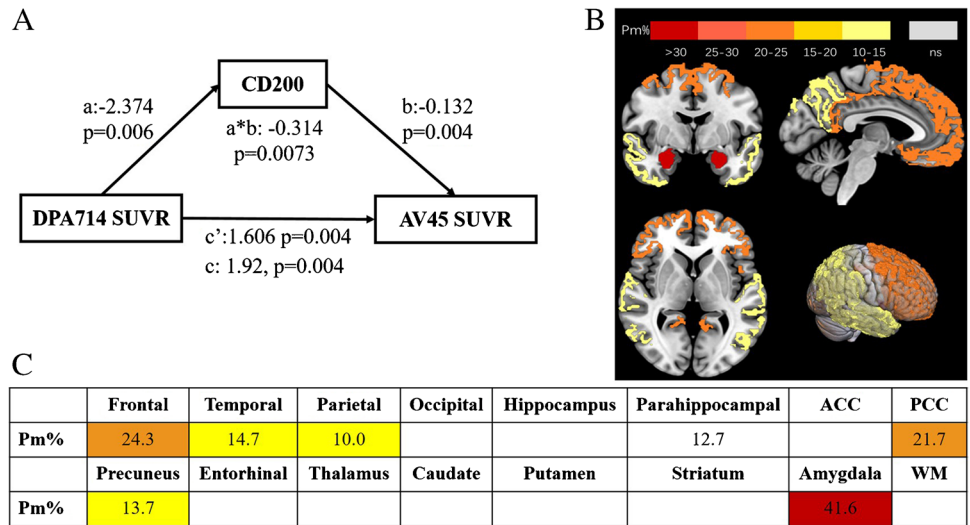 A
CD200
a:-2.374
p=0.006
b:-0.132
p=0.004
a*b: -0.314
p=0.0073
DPA714 SUVR
AV45 SUVR
c’:1.606 p=0.004
c: 1.92, p=0.004
B
Pm%
>30 25-30 20-25 15-20 10-15 ns
C
Frontal Temporal Parietal Occipital Hippocampus Parahippocampal ACC PCC
Pm% 24.3 14.7 10.0 12.7 21.7
Precuneus Entorhinal Thalamus Caudate Putamen Striatum Amygdala WM
Pm% 13.7 41.6